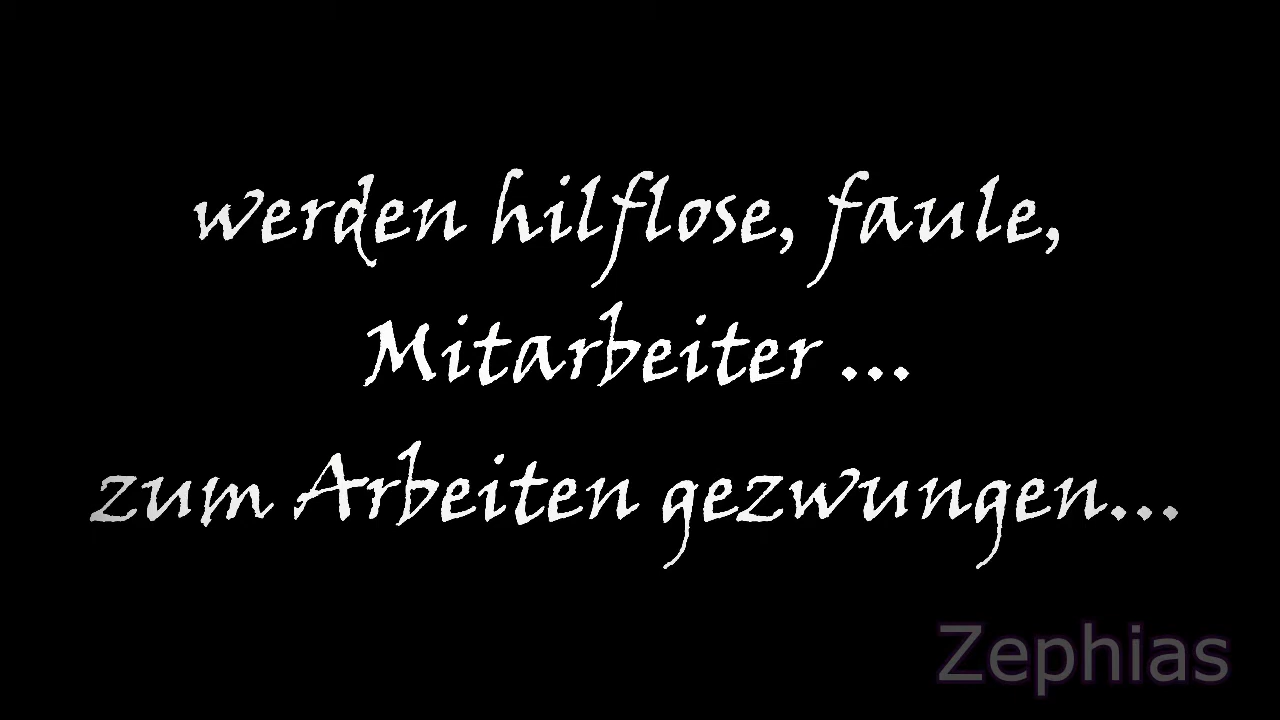 werden hilflose, faule,
Mitarbeiter ...
zum Arbeiten gezwungen...
Zephias